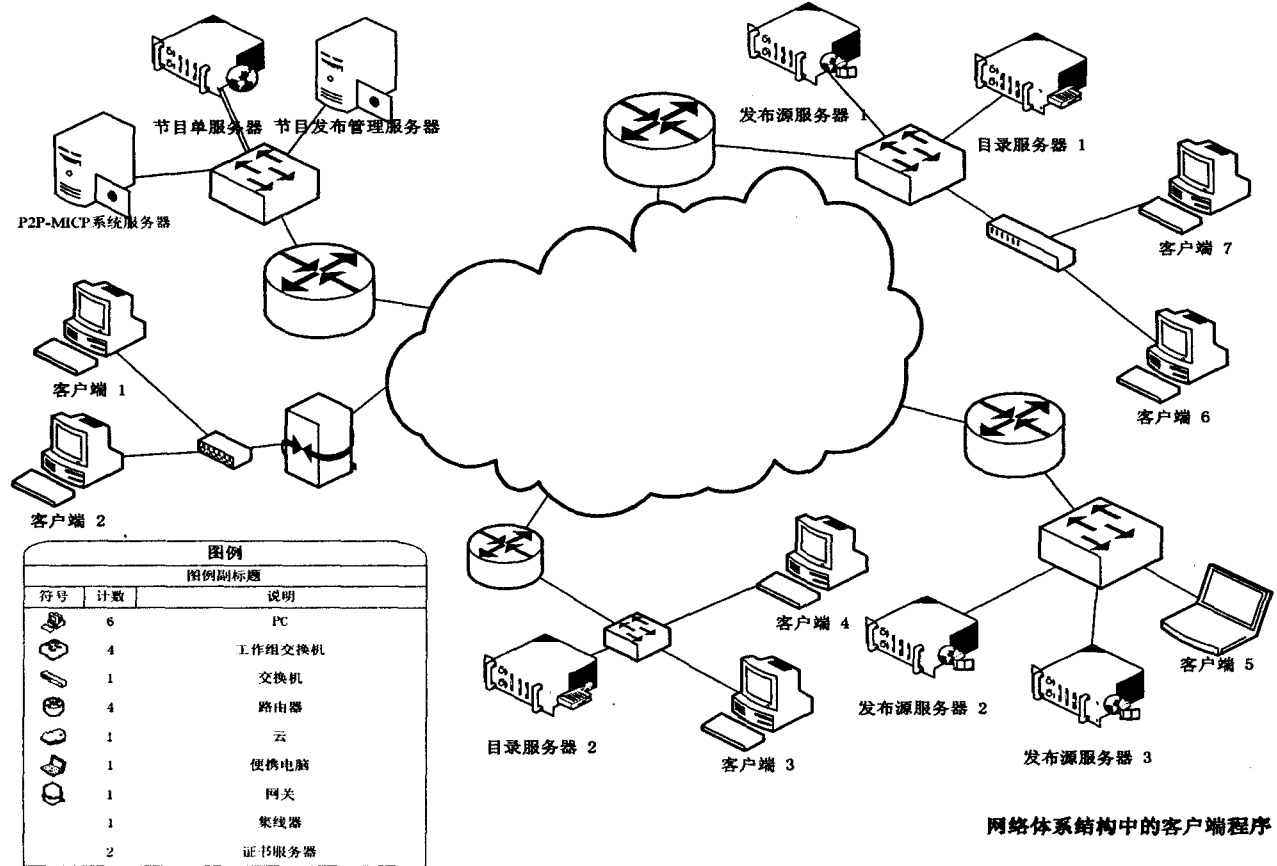 节目单服务器
节目发布管理服务器
P2P-MICP系统服务器
发布源服务器 1
目录服务器 1
客户端 7
客户端 6
客户端 1
客户端 2
客户端 4
客户端 3
目录服务器 2
发布源服务器 2
发布源服务器 3
客户端 5
图例
图例副标题
符号 计数 说明
6 PC
4 工作组交换机
1 交换机
4 路由器
1 云
1 便携电脑
1 网关
1 集线器
2 证书服务器
网络体系结构中的客户端程序